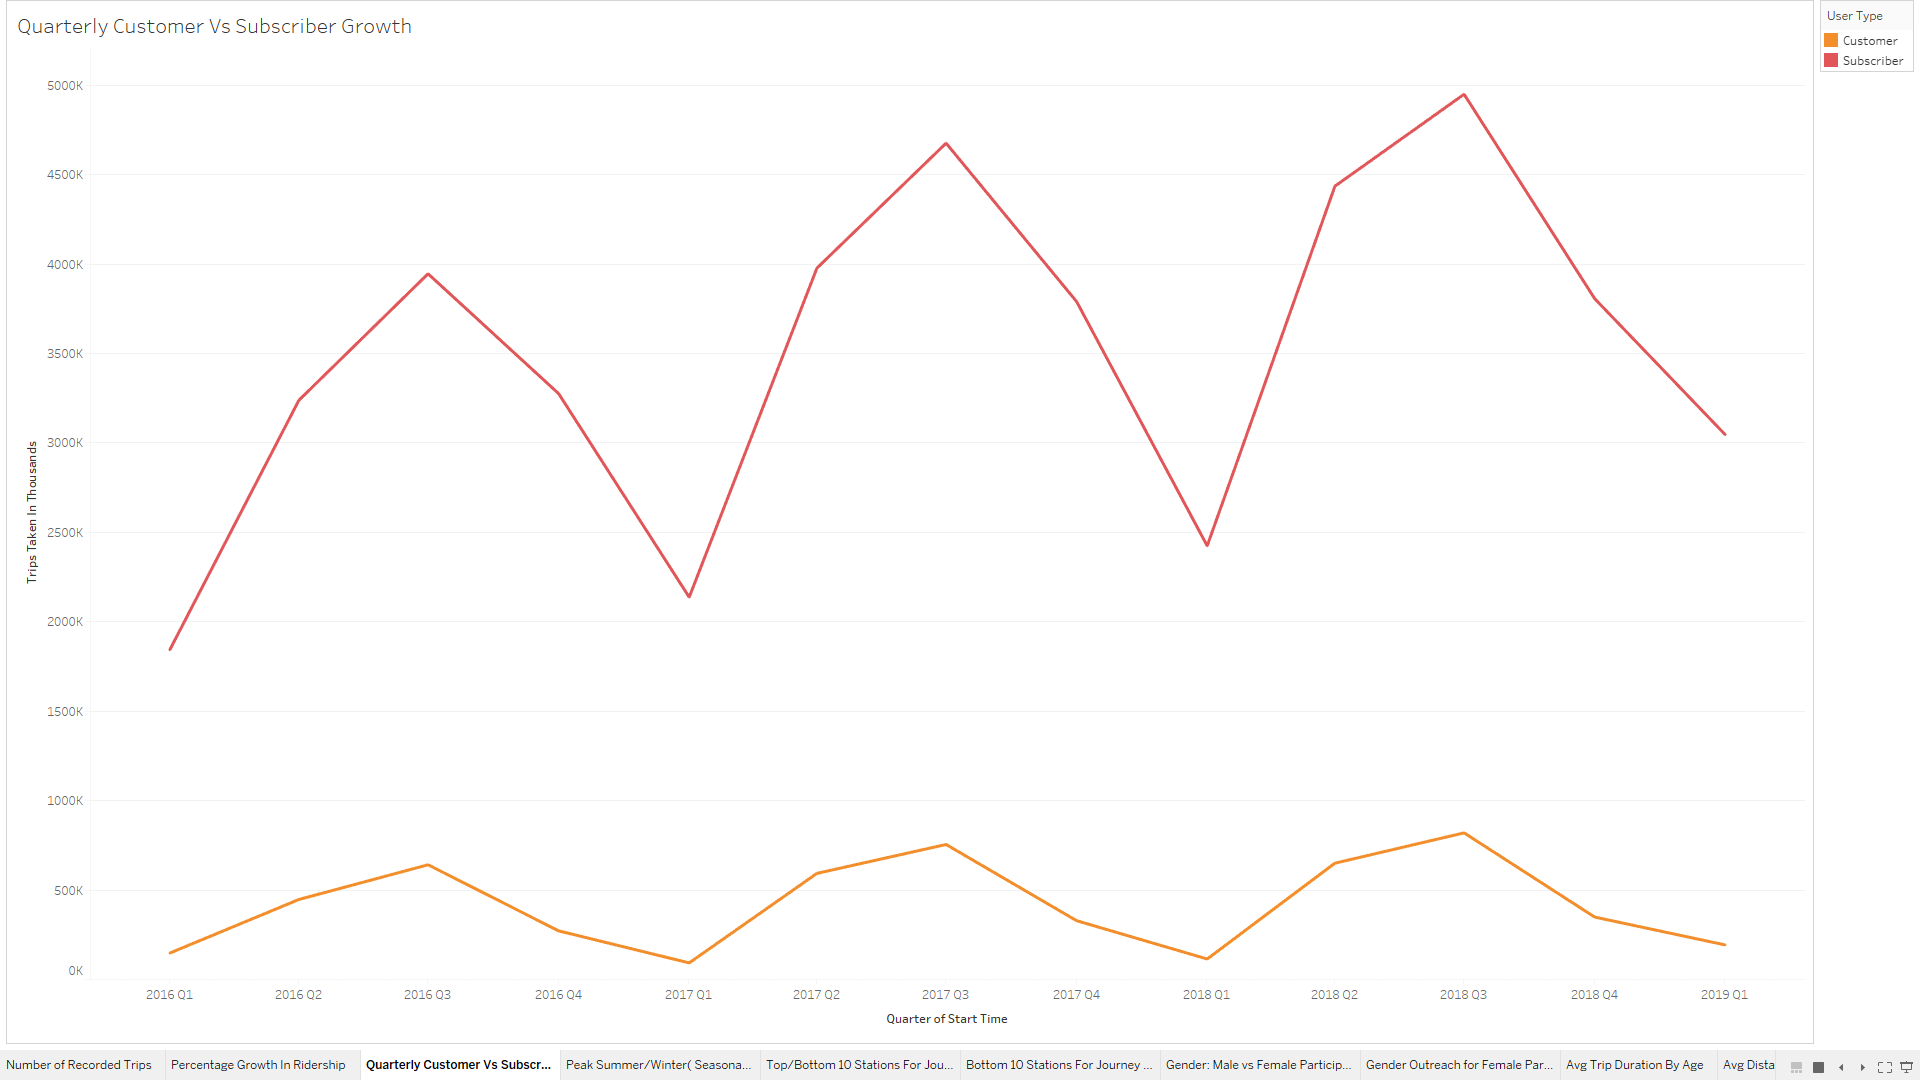 Quarterly Customer Vs Subscriber Growth
User Type
Customer
Subscriber
5000K
4500K
4000K
3500K
3000K
2500K
2000K
1500K
1000K
500K
0K
Trips Taken In Thousands
2016 Q1 2016 Q2 2016 Q3 2016 Q4 2017 Q1 2017 Q2 2017 Q3 2017 Q4 2018 Q1 2018 Q2 2018 Q3 2018 Q4 2019 Q1
Quarter of Start Time
Number of Recorded Trips Percentage Growth In Ridership Quarterly Customer Vs Subscr... Peak Summer/Winter( Seasona... Top/Bottom 10 Stations For Jou... Bottom 10 Stations For Journey ... Gender: Male vs Female Particip... Gender Outreach for Female Par... Avg Trip Duration By Age Avg Dista